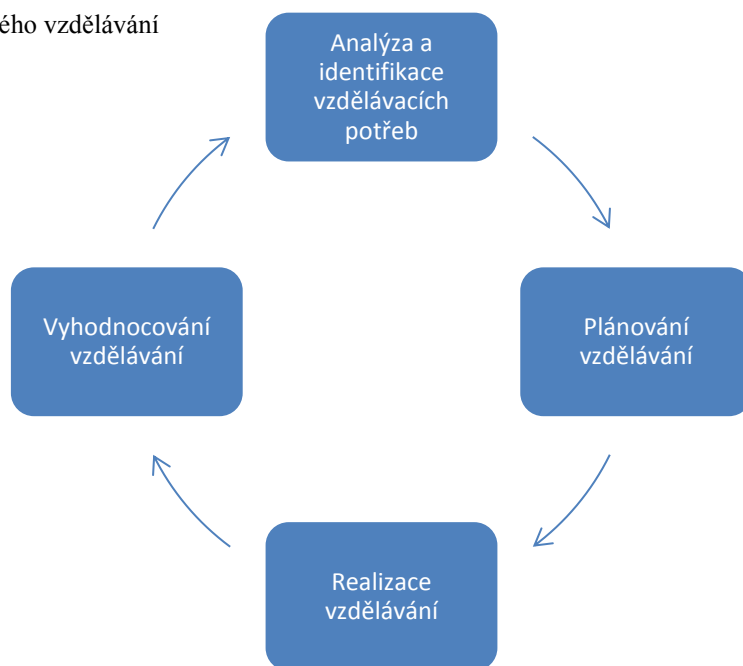 ého vzdělávání
Analýza a
identifikace
vzdělávacích
potřeb
Vyhodnocování
vzdělávání
Plánování
vzdělávání
Realizace
vzdělávání